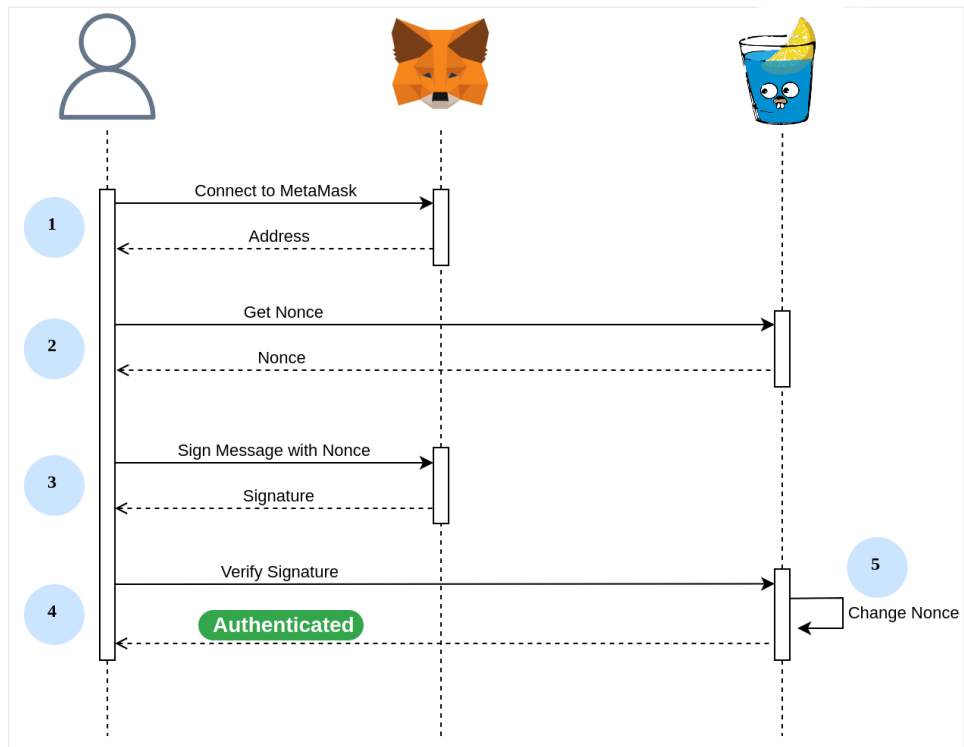 Connect to MetaMask
1
Address
Get Nonce
2
Nonce
Sign Message with Nonce
3
Signature
Verify Signature
5
4
Authenticated
Change Nonce